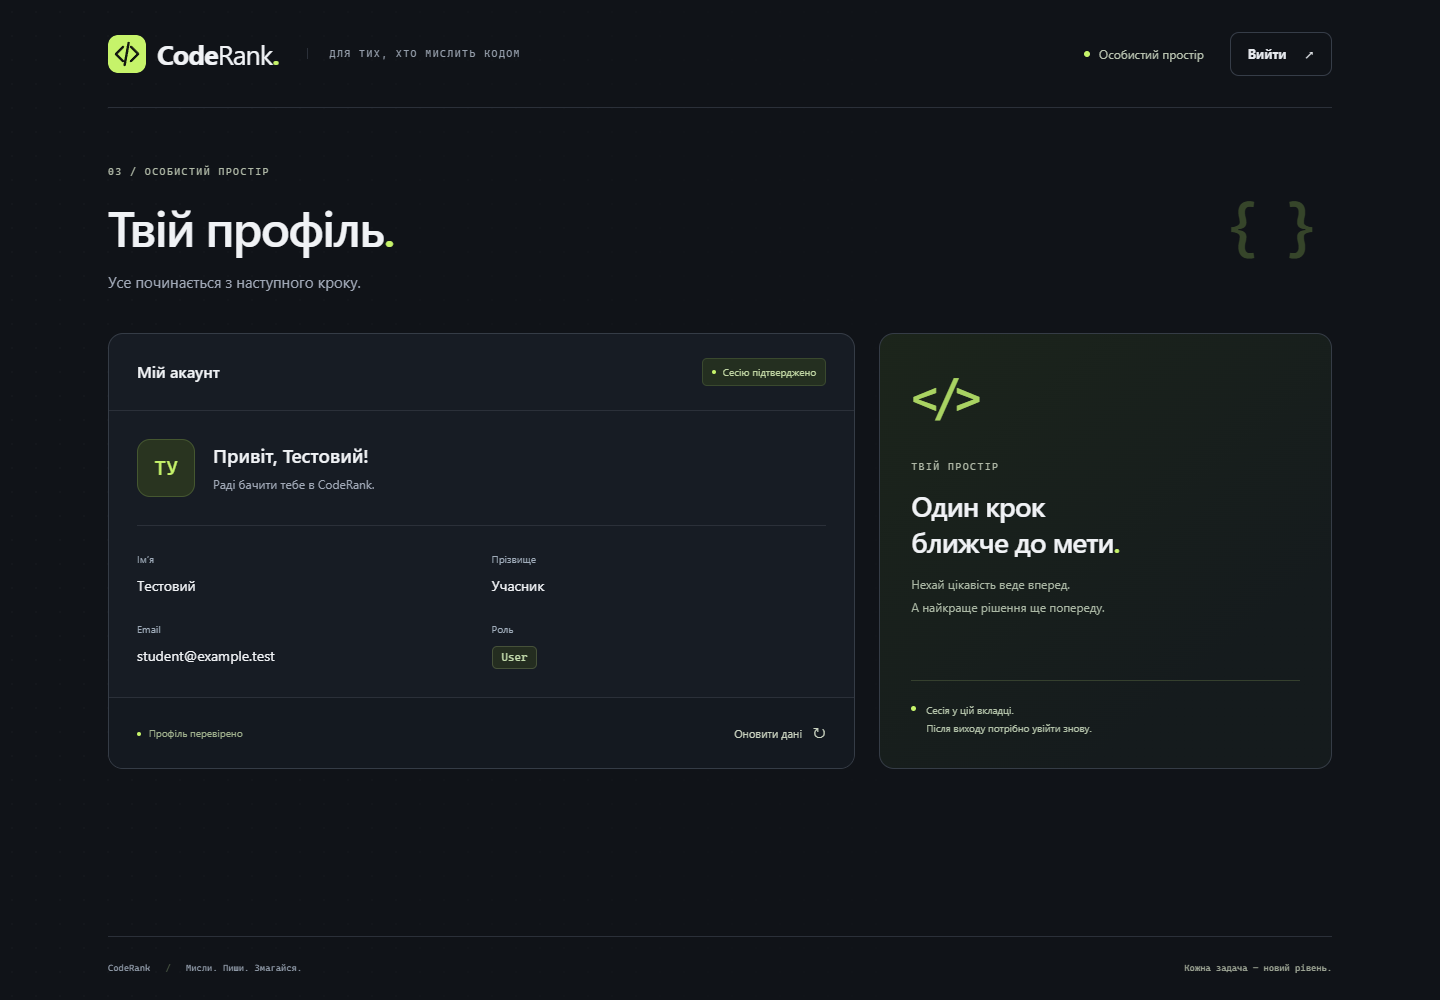 CodeRank.
ДЛЯ ТИХ, ХТО МИСЛИТЬ КОДОМ
Особистий простір
Вийти ↗
03 / ОСОБИСТИЙ ПРОСТІР
Твій профіль.
{ }
Усе починається з наступного кроку.
Мій акаунт
Сесію підтверджено
ТУ
Привіт, Тестовий!
Раді бачити тебе в CodeRank.
Ім'я
Тестовий
Прізвище
Учасник
Email
student@example.test
Роль
User
Профіль перевірено
Оновити дані ↻
</>
ТВІЙ ПРОСТІР
Один крок
ближче до мети.
Нехай цікавість веде вперед.
А найкраще рішення ще попереду.
Сесія у цій вкладці.
Після виходу потрібно увійти знову.
CodeRank / Мисли. Пиши. Змагайся.
Кожна задача — новий рівень.